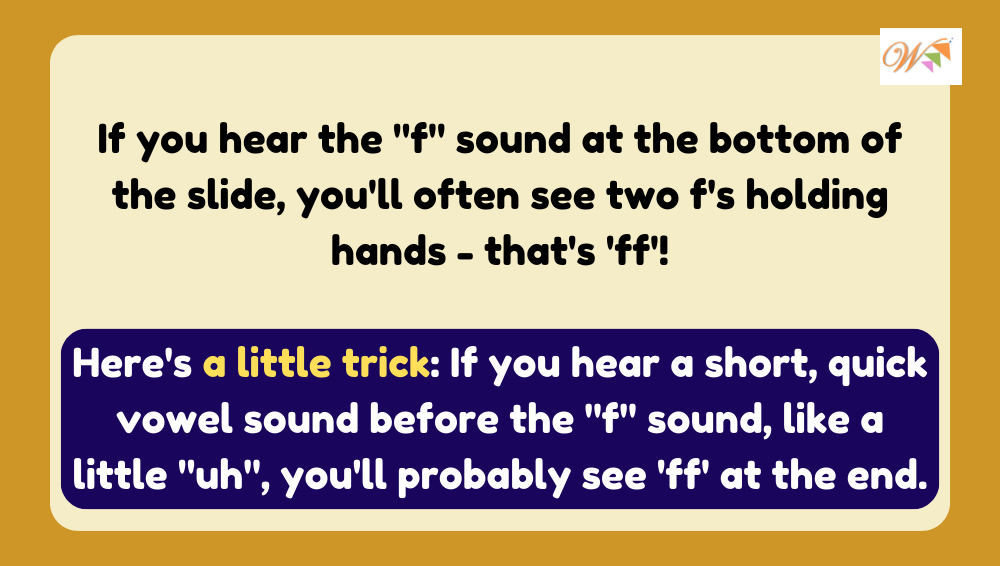 W
If you hear the "f" sound at the bottom of
the slide, you'll often see two f's holding
hands - that's 'ff'!
Here's a little trick: If you hear a short, quick
vowel sound before the "f" sound, like a
little "uh", you'll probably see 'ff' at the end.